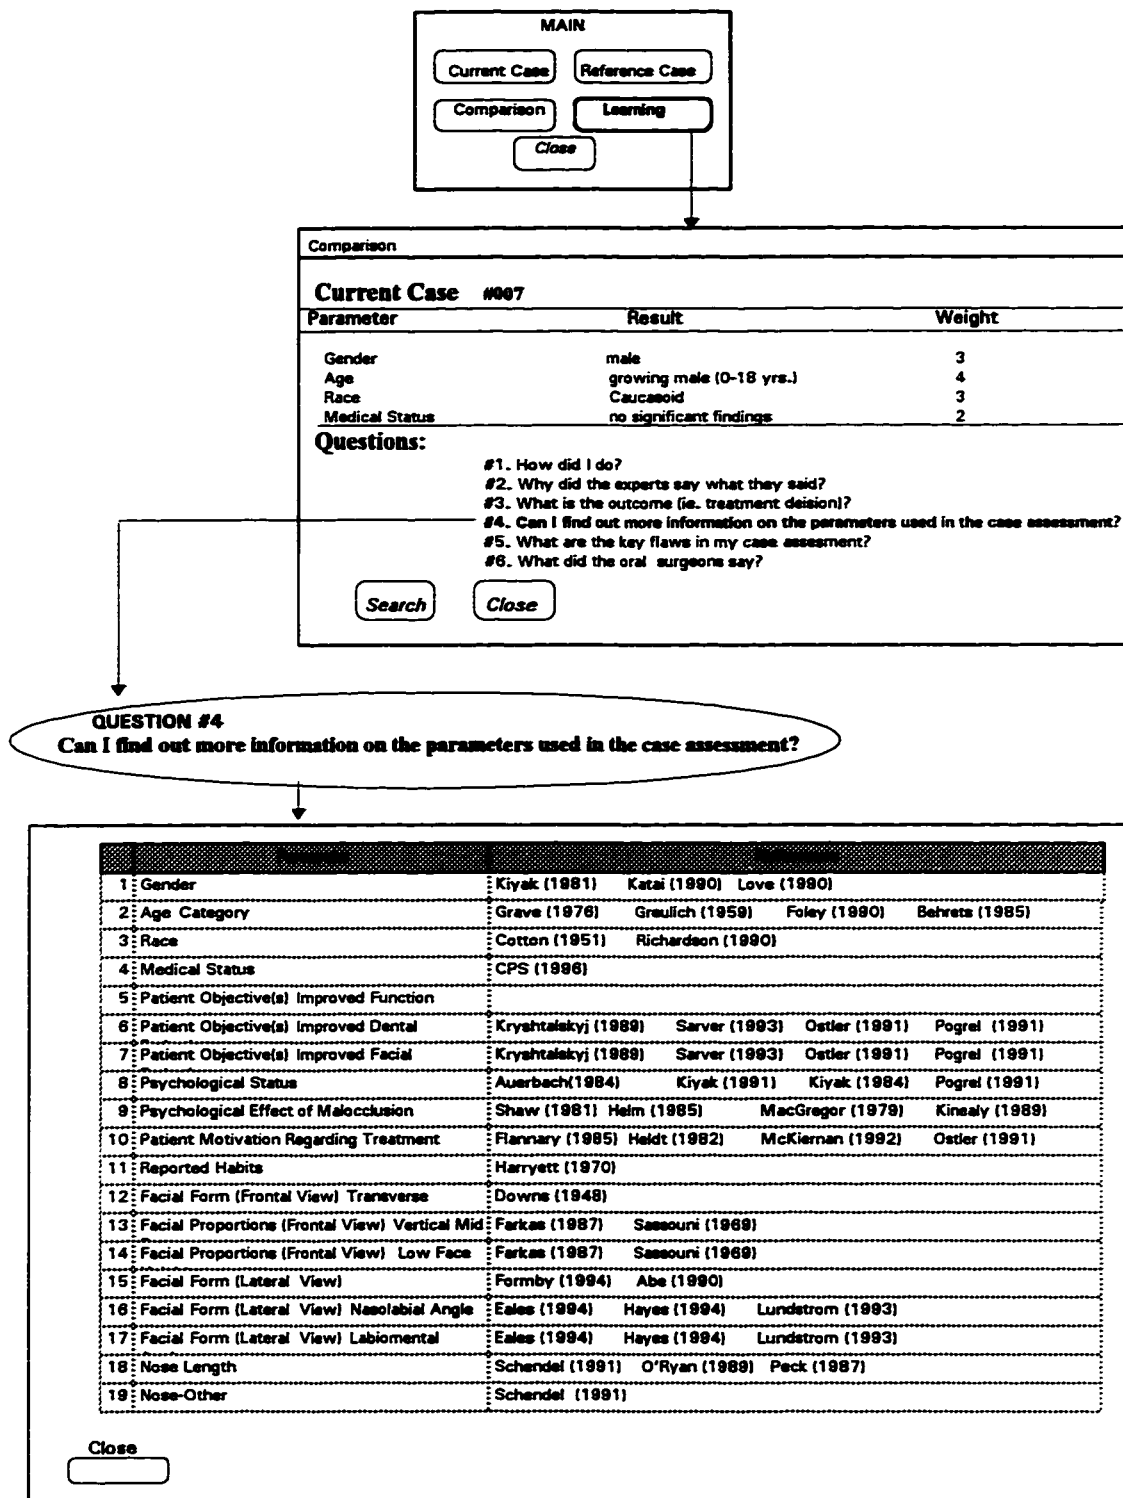 MAIN
Current Case Reference Case
Comparison Learning
Close
Comparison
Current Case #007
Parameter Result Weight
Gender male 3
Age growing male (0-18 yrs.) 4
Race Caucasoid 3
Medical Status no significant findings 2
Questions:
#1. How did I do?
#2. Why did the experts say what they said?
#3. What is the outcome (ie. treatment deision)?
#4. Can I find out more information on the parameters used in the case assessment?
#5. What are the key flaws in my case assesment?
#6. What did the oral surgeons say?
Search Close
QUESTION #4
Can I find out more information on the parameters used in the case assessment?
1 Gender Kiyak (1981) Katai (1990) Love (1990)
2 Age Category Grave (1976) Greulich (1959) Foley (1990) Behrets (1985)
3 Race Cotton (1951) Richardson (1990)
4 Medical Status CPS (1996)
5 Patient Objective(s) Improved Function
6 Patient Objective(s) Improved Dental Kryshtalskyj (1989) Sarver (1993) Ostler (1991) Pogrel (1991)
7 Patient Objective(s) Improved Facial Kryshtalskyj (1989) Sarver (1993) Ostler (1991) Pogrel (1991)
8 Psychological Status Auerbach(1984) Kiyak (1991) Kiyak (1984) Pogrel (1991)
9 Psychological Effect of Malocclusion Shaw (1981) Helm (1985) MacGregor (1979) Kinealy (1989)
10 Patient Motivation Regarding Treatment Flannary (1985) Heldt (1982) McKiernan (1992) Ostler (1991)
11 Reported Habits Harryett (1970)
12 Facial Form (Frontal View) Transverse Downs (1948)
13 Facial Proportions (Frontal View) Vertical Mid Farkas (1987) Sassouni (1969)
14 Facial Proportions (Frontal View) Low Face Farkas (1987) Sassouni (1969)
15 Facial Form (Lateral View) Formby (1994) Abe (1990)
16 Facial Form (Lateral View) Nasolabial Angle Eales (1994) Hayes (1994) Lundstrom (1993)
17 Facial Form (Lateral View) Labiomental Eales (1994) Hayes (1994) Lundstrom (1993)
18 Nose Length Schendel (1991) O'Ryan (1989) Peck (1987)
19 Nose-Other Schendel (1991)
Close